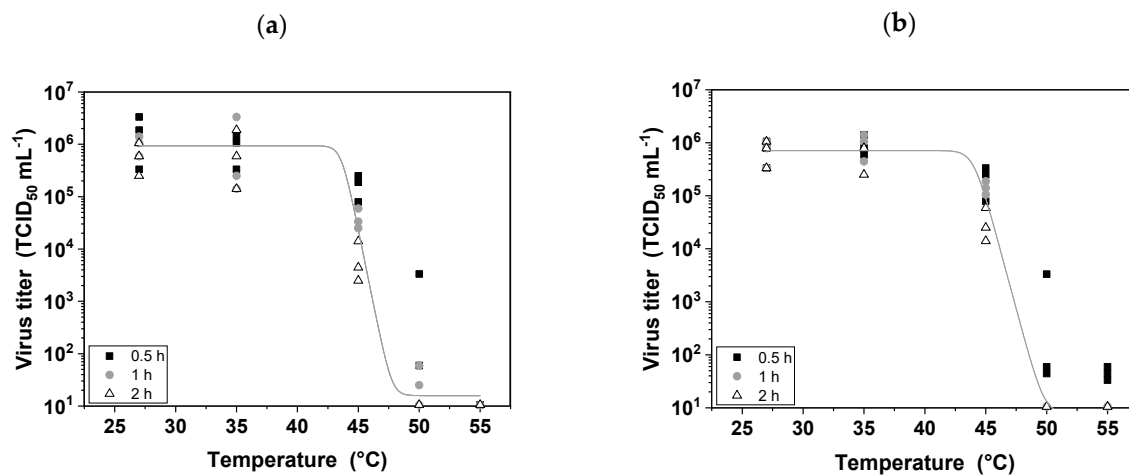 (a)
(b)
Virus titer (TCID50 mL-1)
10^7
10^6
10^5
10^4
10^3
10^2
10^1
0.5 h
1 h
2 h
25 30 35 40 45 50 55
Temperature (°C)
Virus titer (TCID50 mL-1)
10^7
10^6
10^5
10^4
10^3
10^2
10^1
0.5 h
1 h
2 h
25 30 35 40 45 50 55
Temperature (°C)